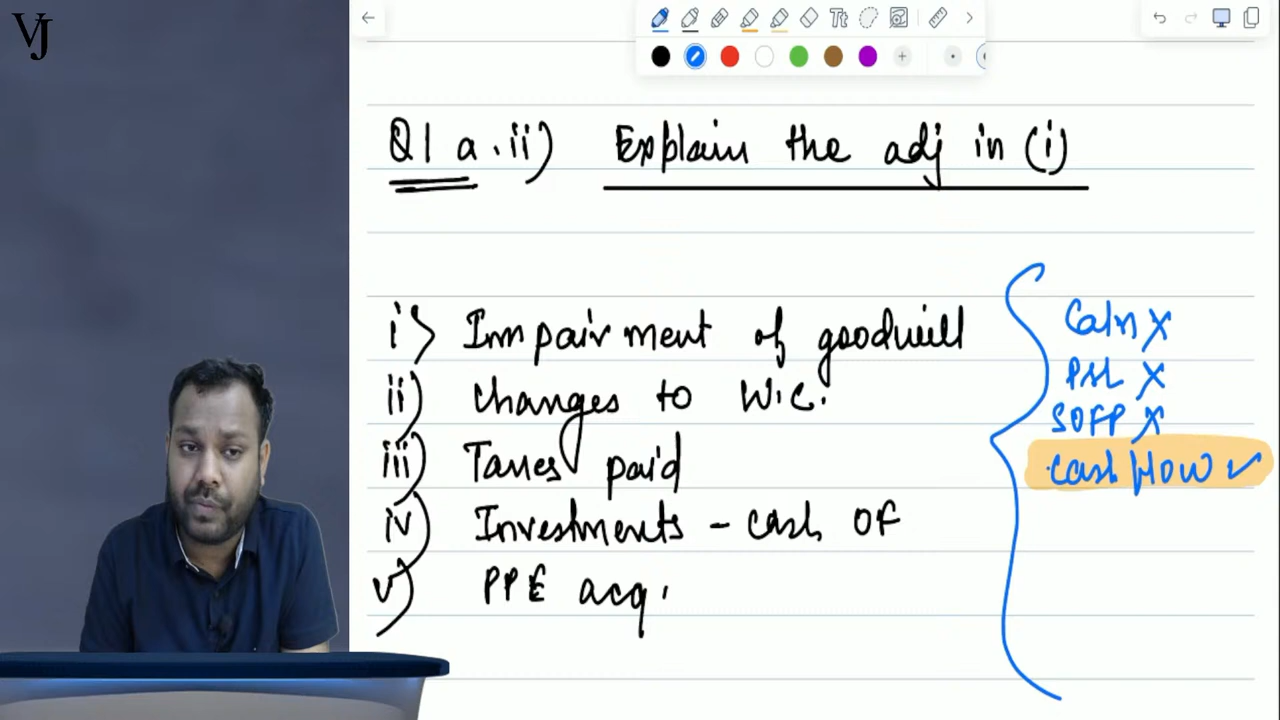 VJ
Tt
Q1 a.ii) Explain the adj in (i)
i) Impairment of goodwill
ii) changes to W.C.
iii) Taxes paid
iv) Investments - cash OF
v) PPE acq.
Caln X
P&L X
SOFP X
cash flow ✓